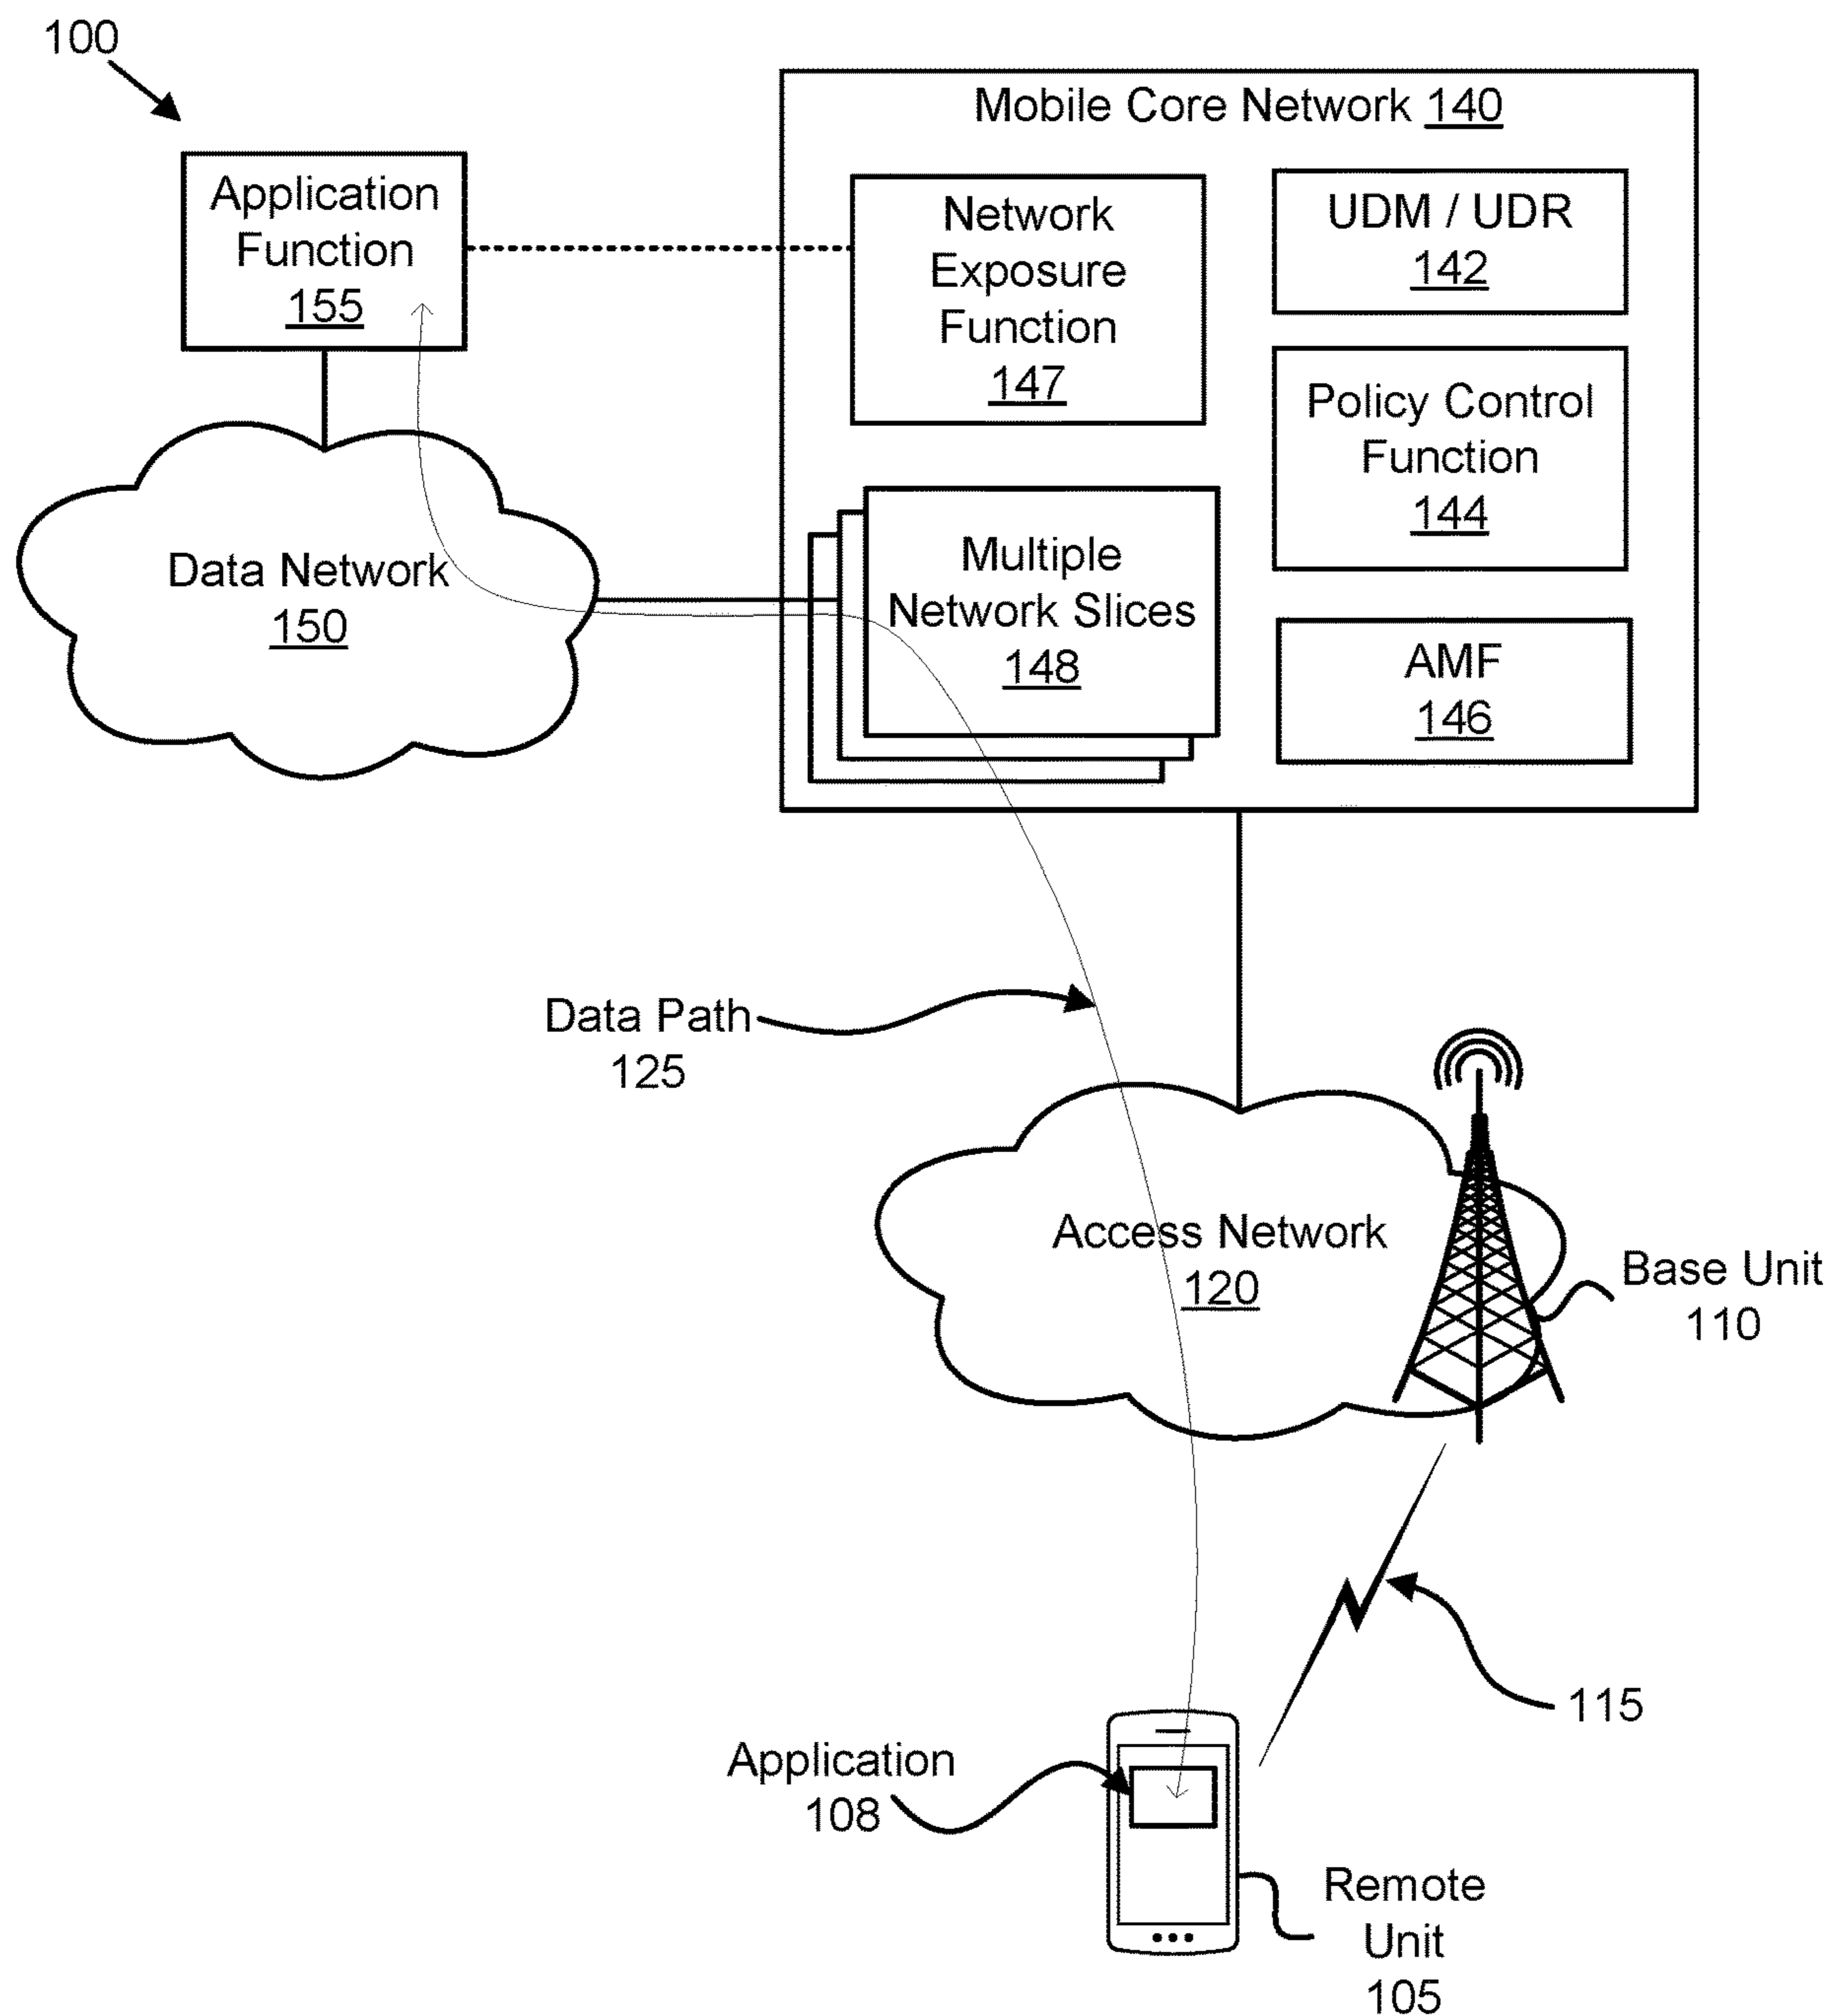 100
Mobile Core Network 140
Application
Function
155
Network
Exposure
Function
147
UDM / UDR
142
Policy Control
Function
144
Data Network
150
Multiple
Network Slices
148
AMF
146
Data Path
125
Access Network
120
Base Unit
110
115
Application
108
Remote
Unit
105